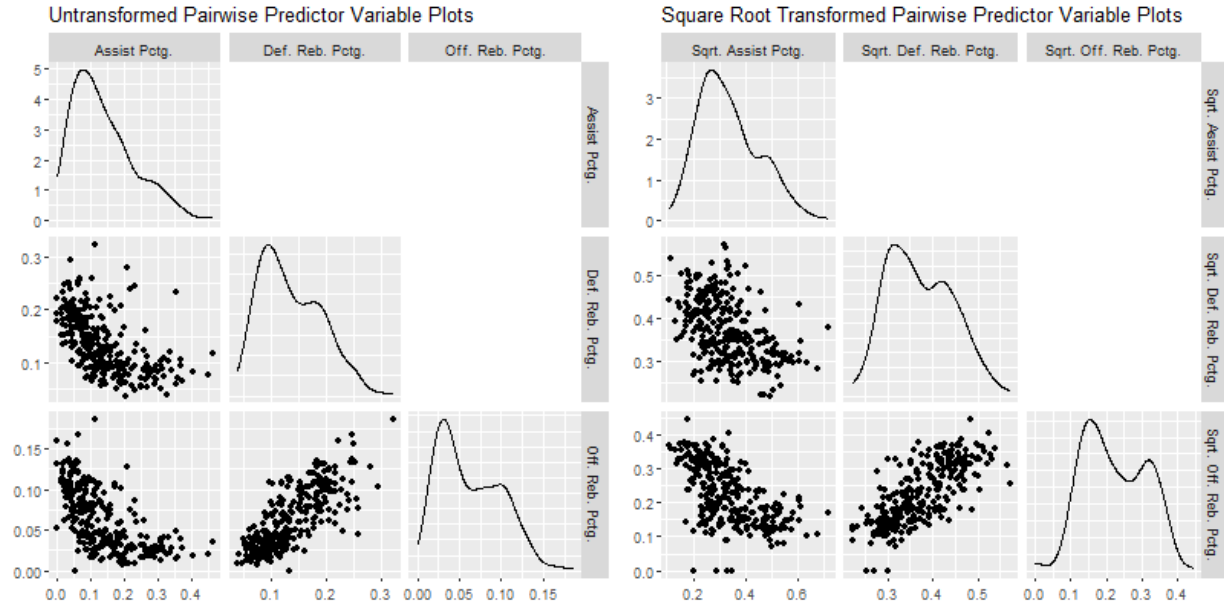 Untransformed Pairwise Predictor Variable Plots
Assist Pctg. Def. Reb. Pctg. Off. Reb. Pctg.
5
4
3
2
1
0
Assist Pctg.
0.3
0.2
0.1
Def. Reb. Pctg.
0.15
0.10
0.05
0.00
Off. Reb. Pctg.
0.0 0.1 0.2 0.3 0.4 0.1 0.2 0.3 0.00 0.05 0.10 0.15
Square Root Transformed Pairwise Predictor Variable Plots
Sqrt. Assist Pctg. Sqrt. Def. Reb. Pctg. Sqrt. Off. Reb. Pctg.
3
2
1
0
Sqrt. Assist Pctg.
0.5
0.4
0.3
Sqrt. Def. Reb. Pctg.
0.4
0.3
0.2
0.1
0.0
Sqrt. Off. Reb. Pctg.
0.2 0.4 0.6 0.3 0.4 0.5 0.0 0.1 0.2 0.3 0.4